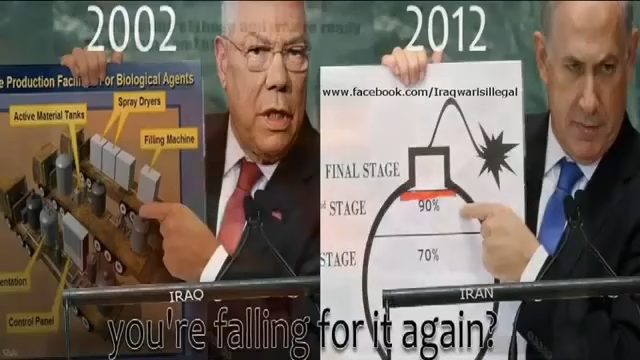 2002
e Production Facili For Biological Agents
Active Material Tanks
Spray Dryers
Filling Machine
entation
Control Panel
IRAQ
2012
www.facebook.com/Iraqwarisillegal
FINAL STAGE
STAGE
90%
STAGE
70%
IRAN
you're falling for it again?